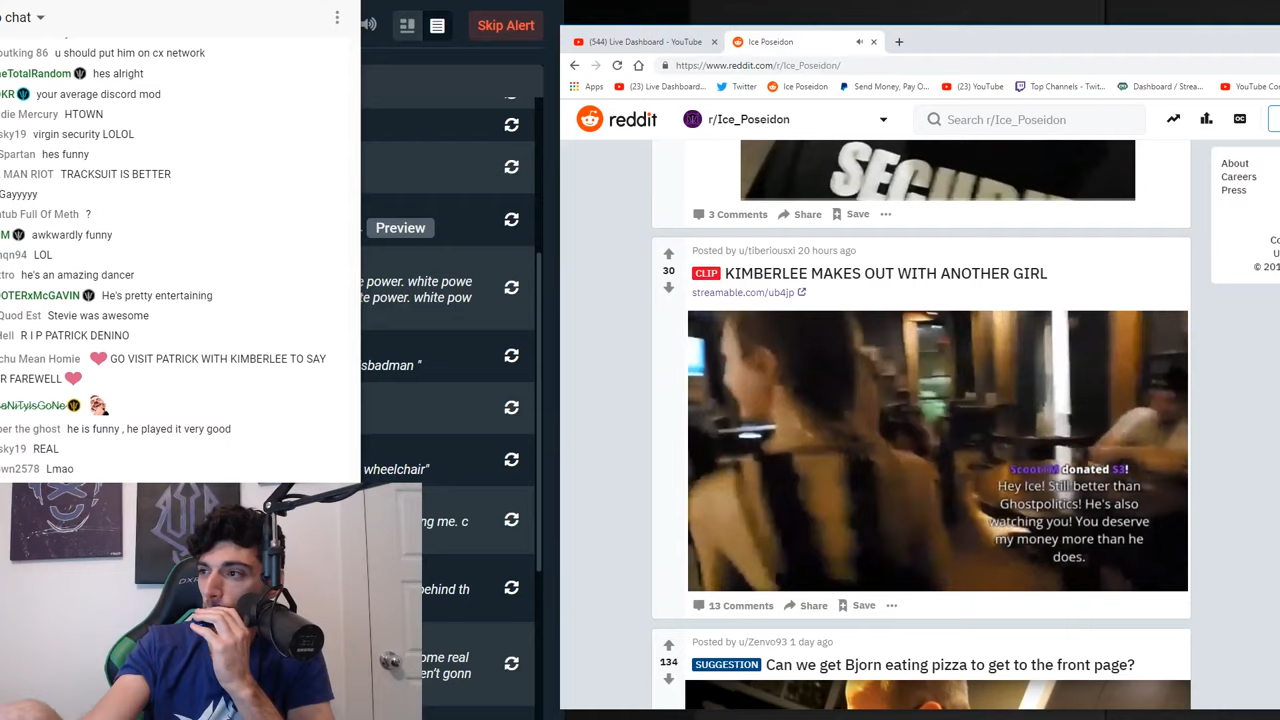 chat
Skip Alert
86 u should put him on cx network
eTotalRandom hes alright
your average discord mod
die Mercury HTOWN
sky19 virgin security LOLOL
Spartan hes funny
MAN RIOT TRACKSUIT IS BETTER
Gayyyyy
tub Full Of Meth ?
M awkwardly funny
nqn94 LOL
tro he's an amazing dancer
OTERxMcGAVIN He's pretty entertaining
Quod Est Stevie was awesome
Hell R I P PATRICK DENINO
chu Mean Homie GO VISIT PATRICK WITH KIMBERLEE TO SAY
R FAREWELL
aNiTyIsGoNe
er the ghost he is funny , he played it very good
sky19 REAL
wn2578 Lmao
Preview
e power. white powe
te power. white pow
sbadman "
wheelchair"
ng me. c
behind th
ome real
en't gonn
(544) Live Dashboard - YouTube
Ice Poseidon
https://www.reddit.com/r/Ice_Poseidon/
Apps
(23) Live Dashboard...
Twitter
Ice Poseidon
Send Money, Pay O...
(23) YouTube
Top Channels - Twit...
Dashboard / Strea...
YouTube Co
reddit
r/Ice_Poseidon
Search r/Ice_Poseidon
OC
3 Comments Share Save
Posted by u/tiberiousxi 20 hours ago
30
CLIP KIMBERLEE MAKES OUT WITH ANOTHER GIRL
streamable.com/ub4jp
donated $3!
Hey Ice! Still better than
Ghostpolitics! He's also
watching you! You deserve
my money more than he
does.
13 Comments Share Save
Posted by u/Zenvo93 1 day ago
134
SUGGESTION Can we get Bjorn eating pizza to get to the front page?
About
Careers
Press
Co
U
© 201
DXR